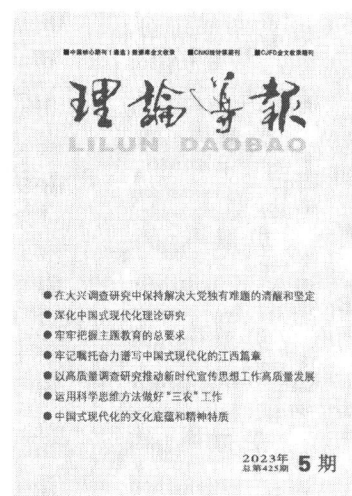 ■中国核心期刊（遴选）数据库全文收录 ■CNKI统计源期刊 ■CJFD全文收录期刊
理論導報
LILUN DAOBAO
●在大兴调查研究中保持解决大党独有难题的清醒和坚定
●深化中国式现代化理论研究
●牢牢把握主题教育的总要求
●牢记嘱托奋力谱写中国式现代化的江西篇章
●以高质量调查研究推动新时代宣传思想工作高质量发展
●运用科学思维方法做好“三农”工作
●中国式现代化的文化底蕴和精神特质
2023年
总第425期 5 期